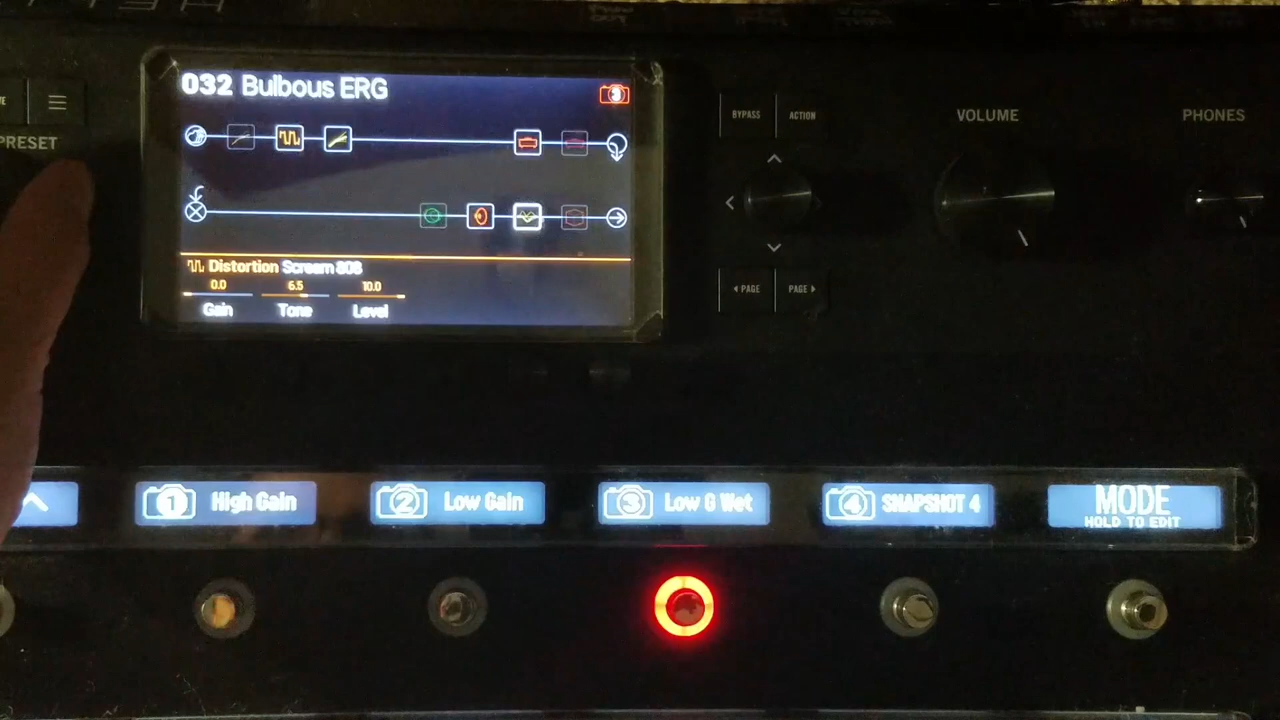 032 Bulbous ERG
3
BYPASS
ACTION
VOLUME
PHONES
PRESET
Distortion Scream 808
0.0 6.5 10.0
Gain Tone Level
PAGE
PAGE
1 High Gain
2 Low Gain
3 Low G Wet
4 SNAPSHOT 4
MODE
HOLD TO EDIT